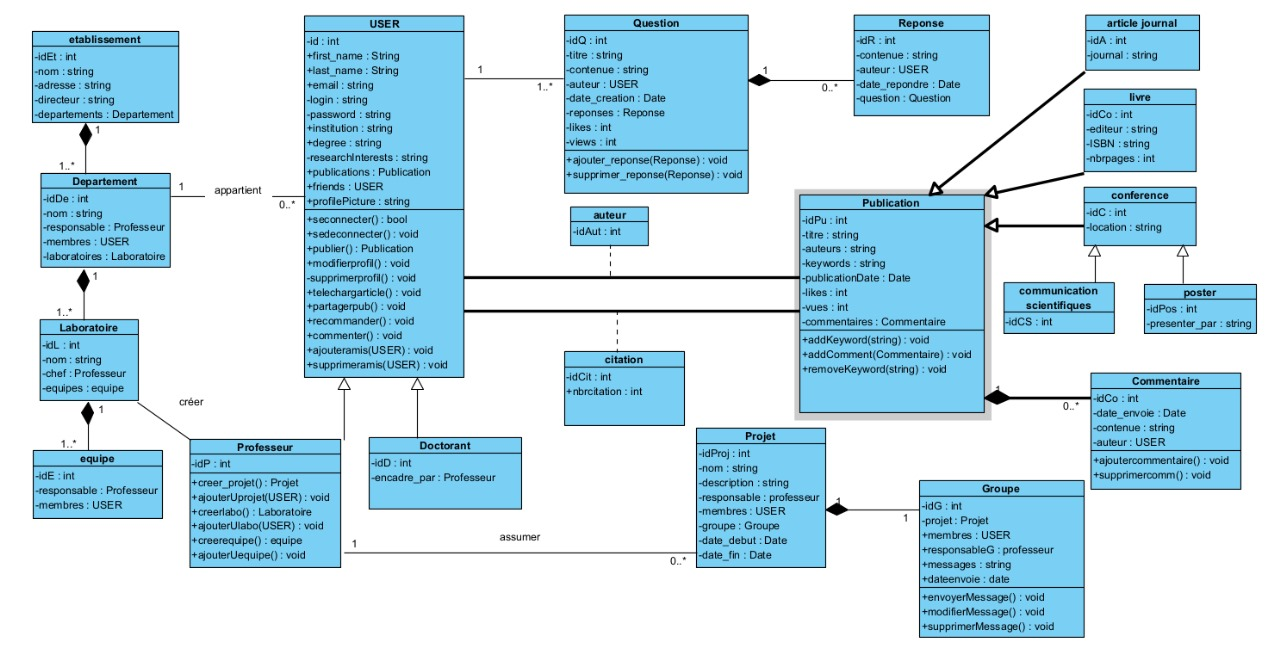 etablissement
-idEt : int
-nom : string
-adresse : string
-directeur : string
-departements : Departement
1
1..*
Departement
-idDe : int
-nom : string
-responsable : Professeur
-membres : USER
-laboratoires : Laboratoire
1
appartient
0..*
1
1..*
Laboratoire
-idL : int
-nom : string
-chef : Professeur
-equipes : equipe
créer
1
1..*
equipe
-idE : int
-responsable : Professeur
-membres : USER
USER
-id : int
+first_name : String
+last_name : String
+email : string
-login : string
-password : string
+institution : string
+degree : string
-researchInterests : string
+publications : Publication
+friends : USER
+profilePicture : string
+seconnecter() : bool
+sedeconnecter() : void
+publier() : Publication
+modifierprofil() : void
-supprimerprofil() : void
+telechargarticle() : void
+partagerpub() : void
+recommander() : void
+commenter() : void
+ajouteramis(USER) : void
+supprimeramis(USER) : void
1
1..*
Professeur
-idP : int
+creer_projet() : Projet
+ajouterUprojet(USER) : void
+creerlabo() : Laboratoire
+ajouterUlabo(USER) : void
+creerequipe() : equipe
+ajouterUequipe() : void
Doctorant
-idD : int
-encadre_par : Professeur
1
assumer
0..*
Question
-idQ : int
-titre : string
-contenue : string
-auteur : USER
-date_creation : Date
-reponses : Reponse
-likes : int
-views : int
+ajouter_reponse(Reponse) : void
+supprimer_reponse(Reponse) : void
1
0..*
Reponse
-idR : int
-contenue : string
-auteur : USER
-date_repondre : Date
-question : Question
auteur
-idAut : int
citation
-idCit : int
+nbrcitation : int
Publication
-idPu : int
-titre : string
-auteurs : string
-keywords : string
-publicationDate : Date
-likes : int
-vues : int
-commentaires : Commentaire
+addKeyword(string) : void
+addComment(Commentaire) : void
+removeKeyword(string) : void
1
0..*
article journal
-idA : int
-journal : string
livre
-idCo : int
-editeur : string
-ISBN : string
-nbrpages : int
conference
-idC : int
-location : string
communication
scientifiques
-idCS : int
poster
-idPos : int
-presenter_par : string
Commentaire
-idCo : int
-date_envoie : Date
-contenue : string
-auteur : USER
+ajoutercommentaire() : void
+supprimercomm() : void
Projet
-idProj : int
-nom : string
-description : string
-responsable : professeur
-membres : USER
-groupe : Groupe
-date_debut : Date
-date_fin : Date
1
1
Groupe
-idG : int
-projet : Projet
+membres : USER
+responsableG : professeur
+messages : string
+dateenvoie : date
+envoyerMessage() : void
+modifierMessage() : void
+supprimerMessage() : void